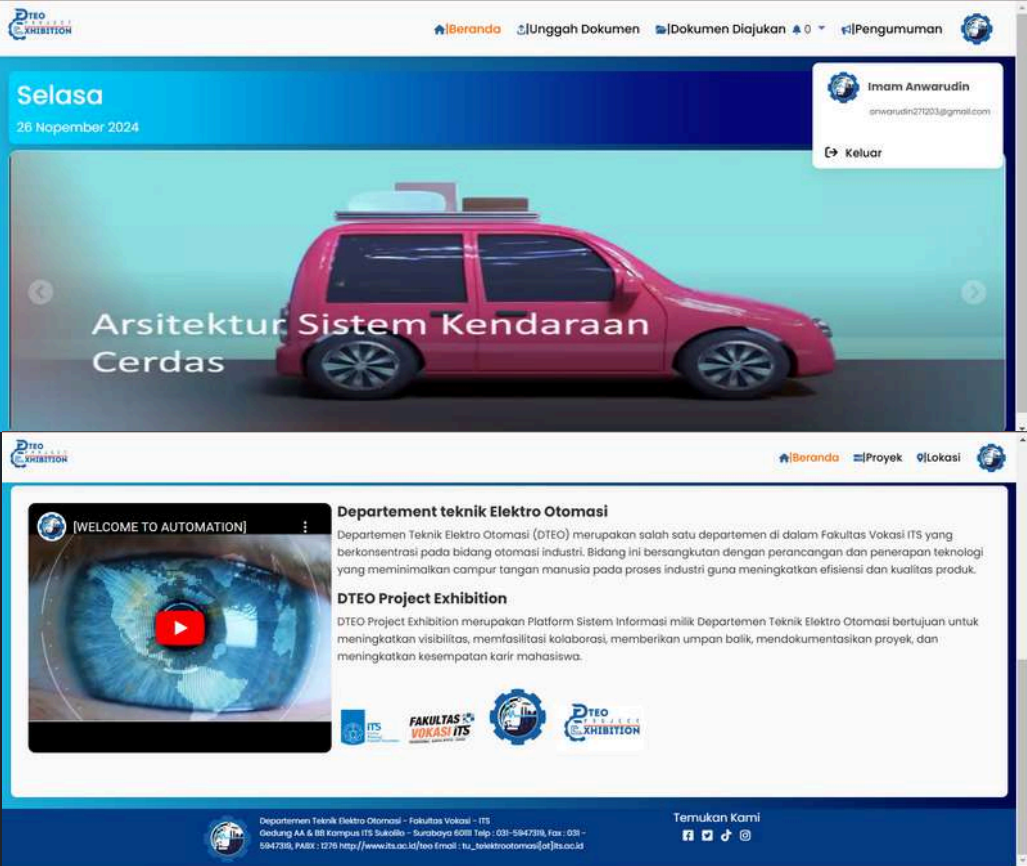 DTEO
PROJECT
EXHIBITION
|Beranda |Unggah Dokumen |Dokumen Diajukan 0 |Pengumuman
Selasa
26 Nopember 2024
Imam Anwarudin
anwarudin271203@gmail.com
Keluar
Arsitektur Sistem Kendaraan
Cerdas
DTEO
PROJECT
EXHIBITION
|Beranda |Proyek |Lokasi
[WELCOME TO AUTOMATION]
Departement teknik Elektro Otomasi
Departemen Teknik Elektro Otomasi (DTEO) merupakan salah satu departemen di dalam Fakultas Vokasi ITS yang
berkonsentrasi pada bidang otomasi industri. Bidang ini bersangkutan dengan perancangan dan penerapan teknologi
yang meminimalkan campur tangan manusia pada proses industri guna meningkatkan efisiensi dan kualitas produk.
DTEO Project Exhibition
DTEO Project Exhibition merupakan Platform Sistem Informasi milik Departemen Teknik Elektro Otomasi bertujuan untuk
meningkatkan visibilitas, memfasilitasi kolaborasi, memberikan umpan balik, mendokumentasikan proyek, dan
meningkatkan kesempatan karir mahasiswa.
ITS
FAKULTAS
VOKASI ITS
DTEO
PROJECT
EXHIBITION
Departemen Teknik Elektro Otomasi - Fakultas Vokasi - ITS
Gedung AA & BB Kampus ITS Sukolilo - Surabaya 60111 Telp : 031-5947319, Fax : 031 -
5947319, PABX : 1276 http://www.its.ac.id/teo Email : tu_telektrootomasi[at]its.ac.id
Temukan Kami